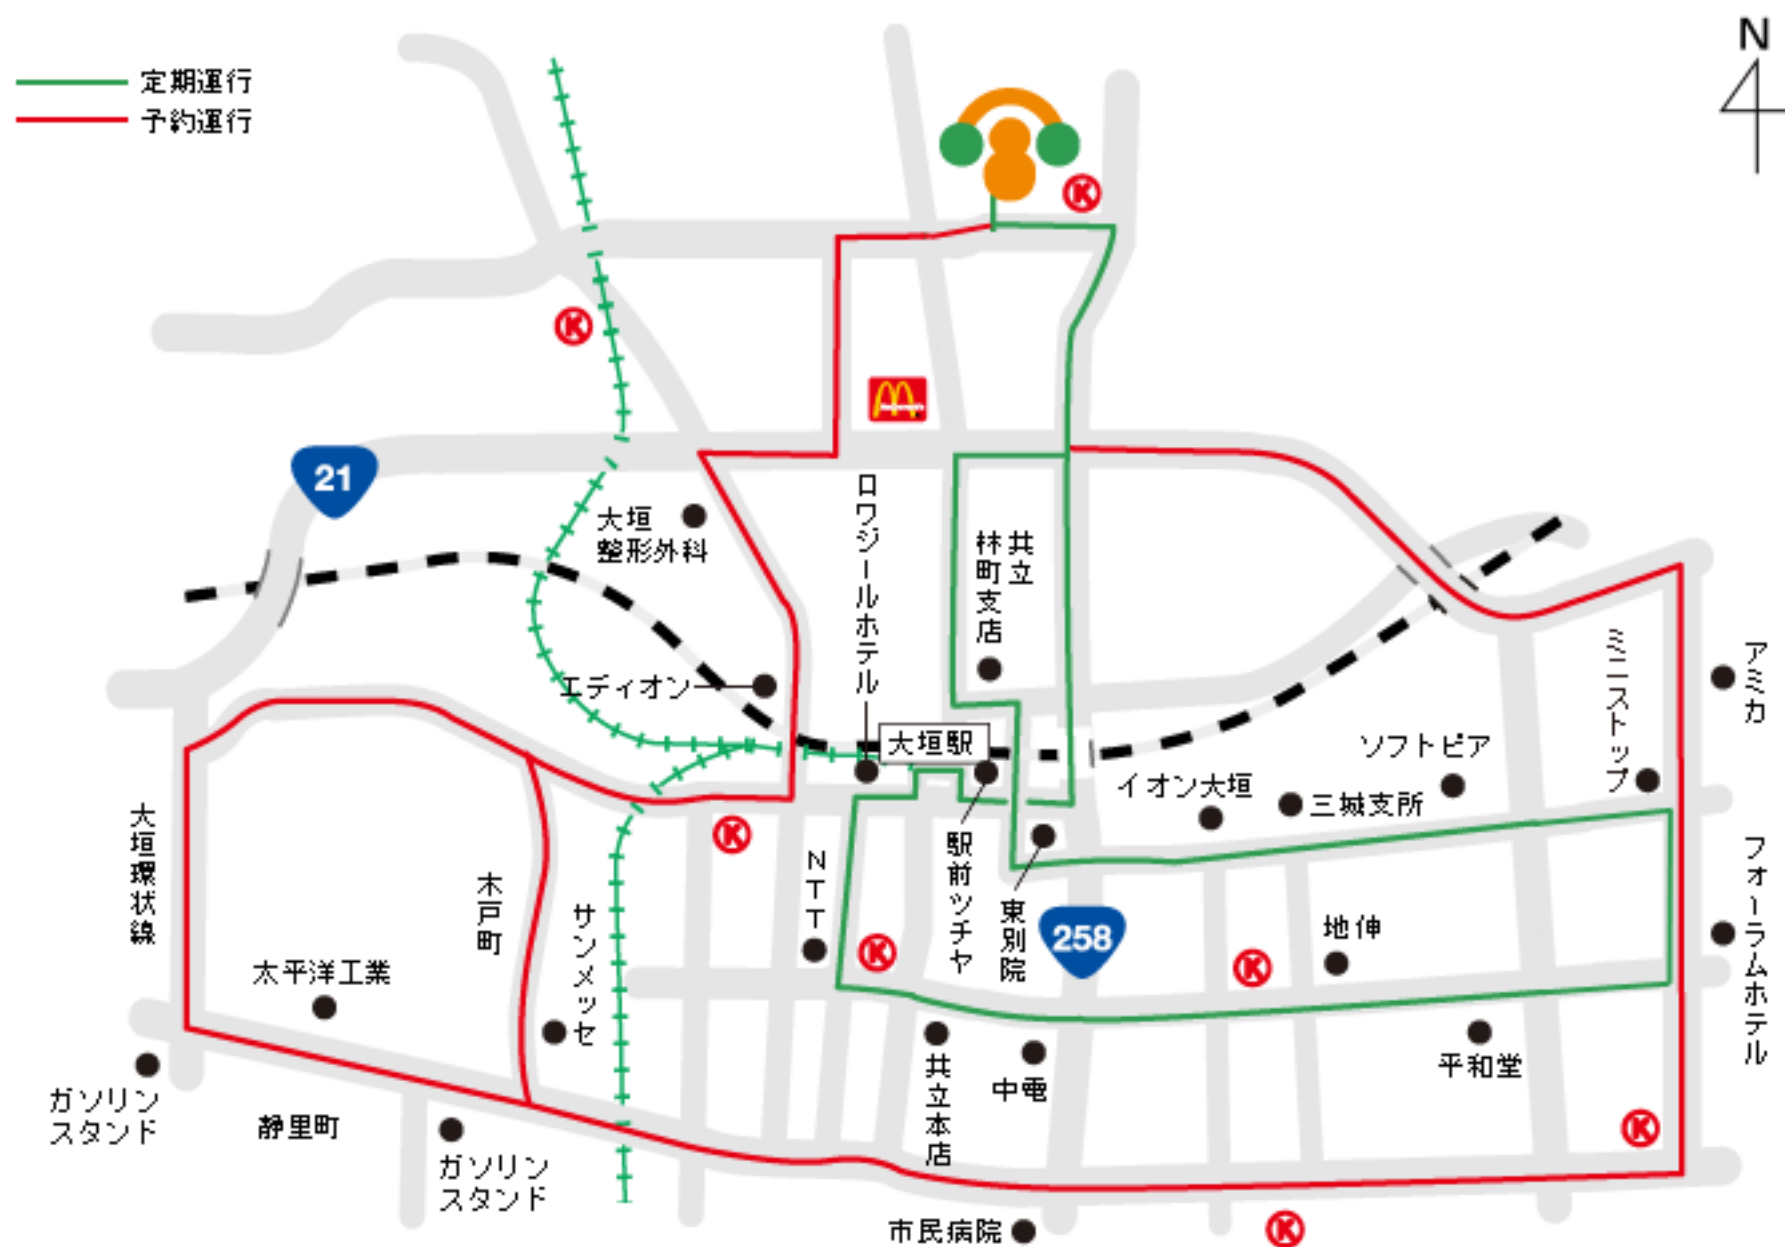 定期運行
予約運行
N
K
K
21
大垣
整形外科
ロワジールホテル
共立
林町支店
エディオン
大垣駅
ミニストップ
アミカ
ソフトピア
イオン大垣
三城支所
大垣環状線
木戸町
K
NTT
K
駅前ツチヤ
東別院
258
K
地伸
フォーラムホテル
サンメッセ
太平洋工業
平和堂
共立本店
中電
ガソリン
スタンド
静里町
ガソリン
スタンド
K
市民病院
K